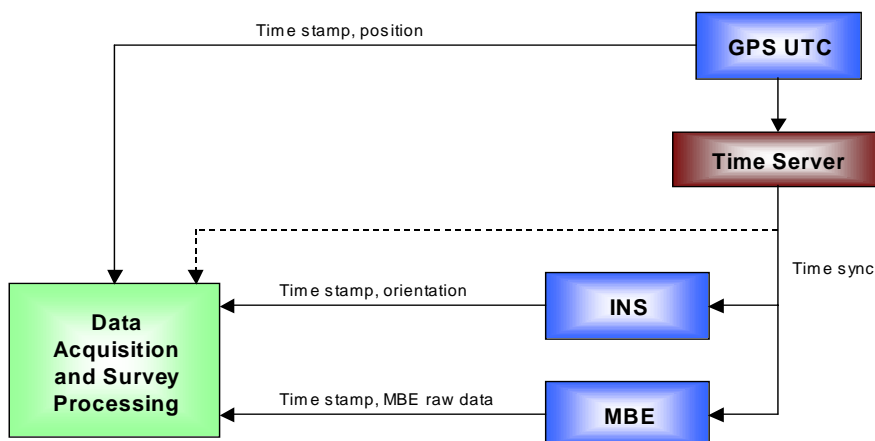 Time stamp, position
GPS UTC
Time Server
Time sync
Time stamp, orientation
INS
Data
Acquisition
and Survey
Processing
Time stamp, MBE raw data
MBE